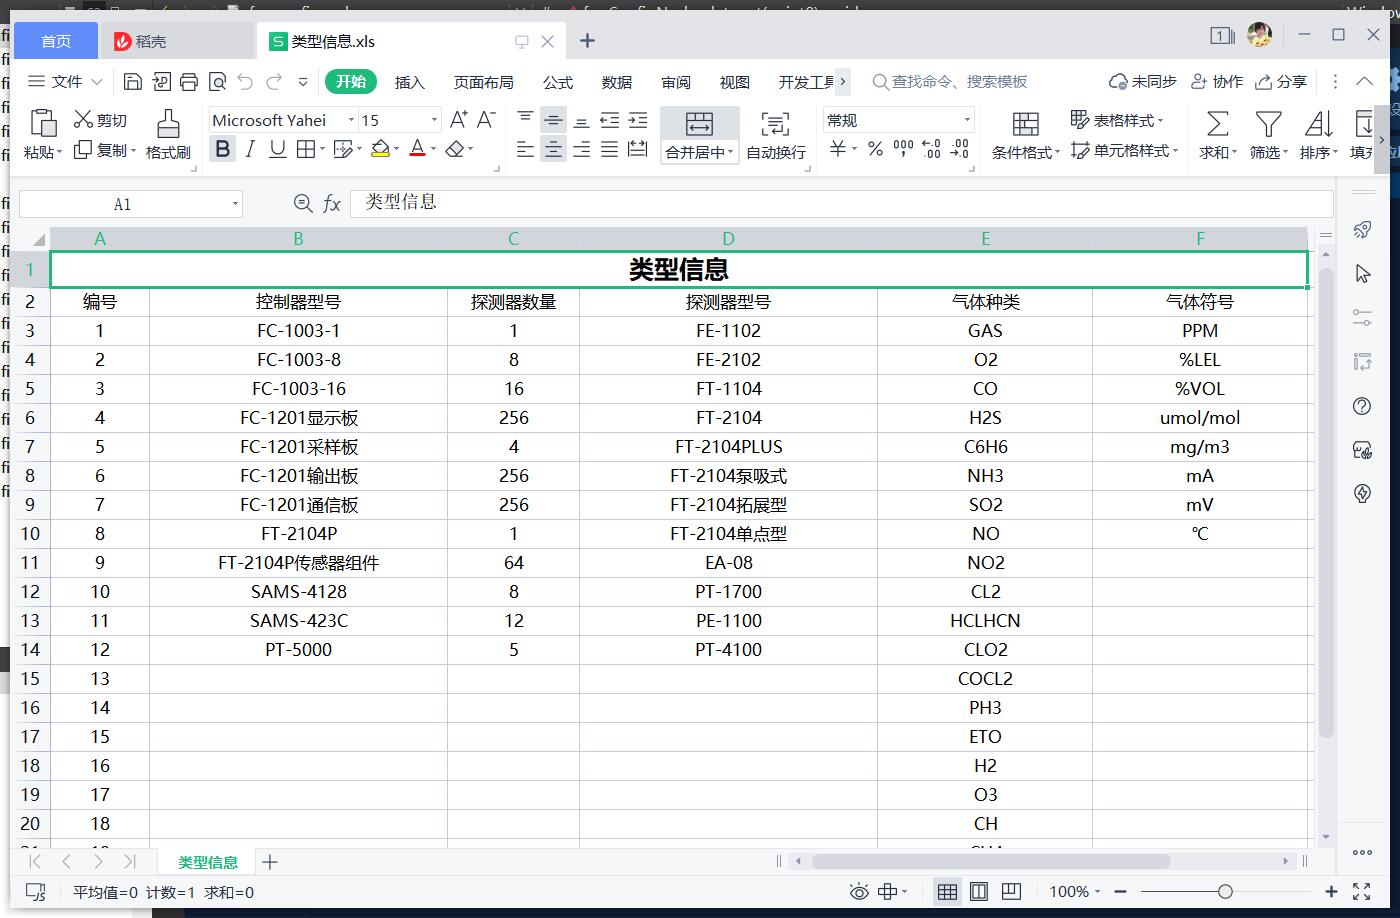 首页 稻壳 类型信息.xls
文件 开始 插入 页面布局 公式 数据 审阅 视图 开发工具 查找命令、搜索模板 未同步 协作 分享
剪切 Microsoft Yahei 15 常规 表格样式
粘贴 复制 格式刷 B I U A 合并居中 自动换行 ¥ % 条件格式 单元格样式 求和 筛选 排序 填充
A1 fx 类型信息
A B C D E F
1 类型信息
2 编号 控制器型号 探测器数量 探测器型号 气体种类 气体符号
3 1 FC-1003-1 1 FE-1102 GAS PPM
4 2 FC-1003-8 8 FE-2102 O2 %LEL
5 3 FC-1003-16 16 FT-1104 CO %VOL
6 4 FC-1201显示板 256 FT-2104 H2S umol/mol
7 5 FC-1201采样板 4 FT-2104PLUS C6H6 mg/m3
8 6 FC-1201输出板 256 FT-2104泵吸式 NH3 mA
9 7 FC-1201通信板 256 FT-2104拓展型 SO2 mV
10 8 FT-2104P 1 FT-2104单点型 NO ℃
11 9 FT-2104P传感器组件 64 EA-08 NO2
12 10 SAMS-4128 8 PT-1700 CL2
13 11 SAMS-423C 12 PE-1100 HCLHCN
14 12 PT-5000 5 PT-4100 CLO2
15 13 COCL2
16 14 PH3
17 15 ETO
18 16 H2
19 17 O3
20 18 CH
类型信息
平均值=0 计数=1 求和=0 100%